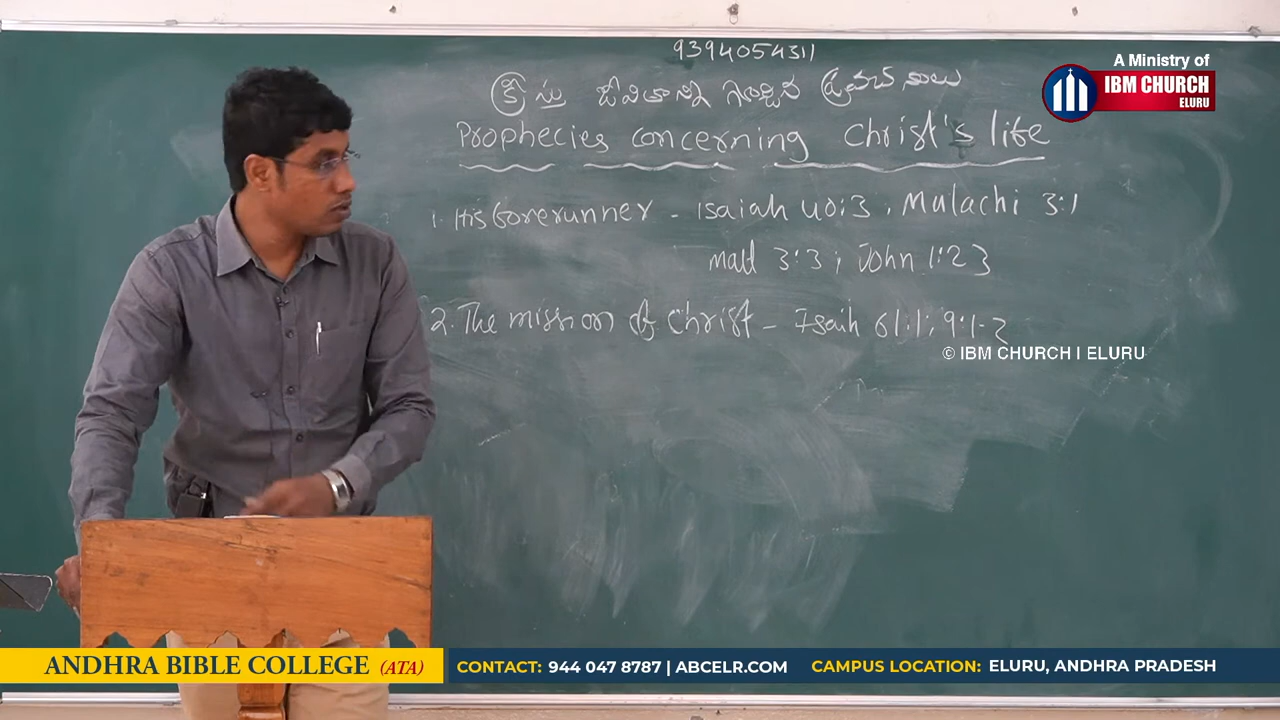 9394054311
క్రీస్తు జీవితాన్ని గూర్చిన ప్రవచనాలు
Prophecies concerning Christ's life
1. His Forerunner - Isaiah 40:3, Malachi 3:1
Matt 3:3; John 1:23
2. The mission of Christ - Isaih 61:1; 9:1-2
A Ministry of
IBM CHURCH
ELURU
© IBM CHURCH I ELURU
ANDHRA BIBLE COLLEGE (ATA)
CONTACT: 944 047 8787 | ABCELR.COM CAMPUS LOCATION: ELURU, ANDHRA PRADESH